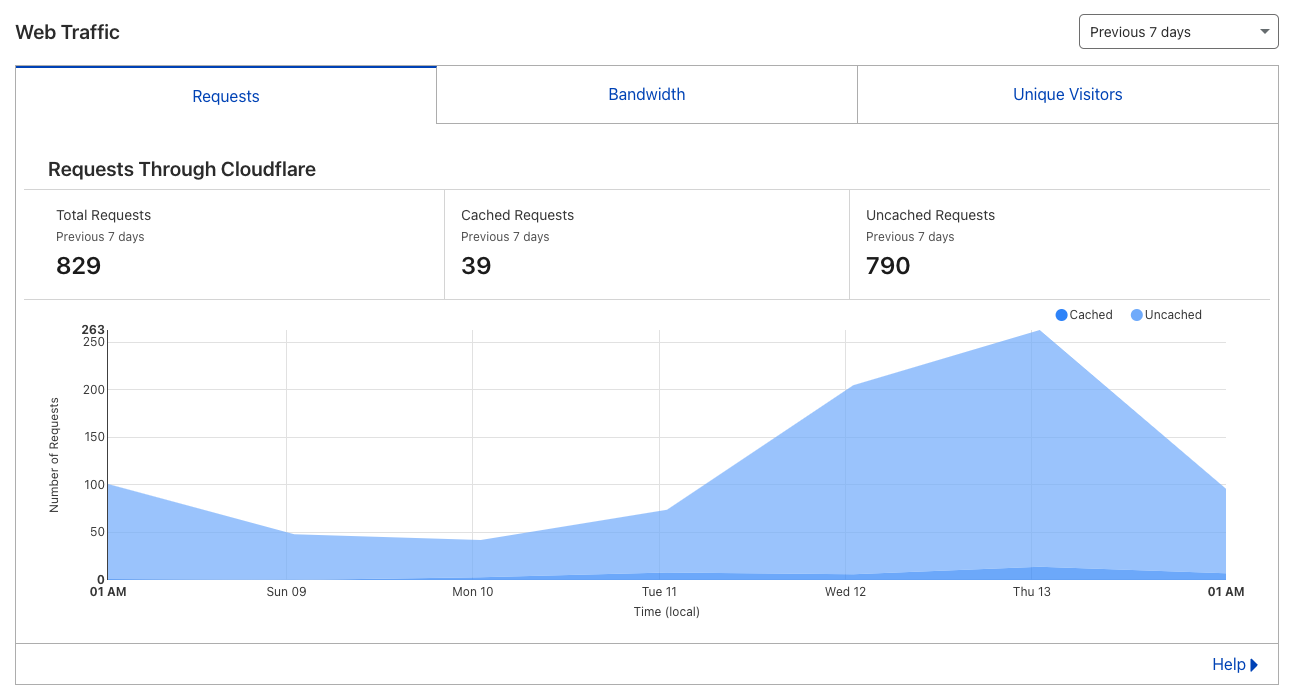 Web Traffic
Previous 7 days
Requests
Bandwidth
Unique Visitors
Requests Through Cloudflare
Total Requests
Previous 7 days
829
Cached Requests
Previous 7 days
39
Uncached Requests
Previous 7 days
790
Cached
Uncached
263
250
200
150
100
50
0
Number of Requests
01 AM
Sun 09
Mon 10
Tue 11
Wed 12
Thu 13
01 AM
Time (local)
Help